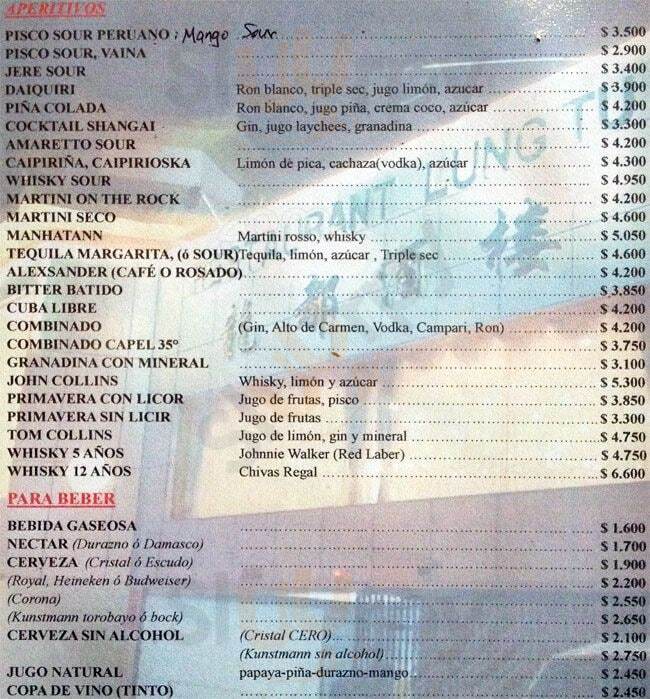 APERITIVOS
PISCO SOUR PERUANO ; Mango Sour $ 3.500
PISCO SOUR, VAINA $ 2.900
JERE SOUR $ 3.400
DAIQUIRI Ron blanco, triple sec, jugo limón, azucar $ 3.900
PIÑA COLADA Ron blanco, jugo piña, crema coco, azúcar $ 4.200
COCKTAIL SHANGAI Gin, jugo laychees, granadina $ 3.300
AMARETTO SOUR $ 4.200
CAIPIRIÑA, CAIPIRIOSKA Limón de pica, cachaza(vodka), azúcar $ 4.300
WHISKY SOUR $ 4.950
MARTINI ON THE ROCK $ 4.200
MARTINI SECO $ 4.600
MANHATANN Martini rosso, whisky $ 5.050
TEQUILA MARGARITA, (ó SOUR) Tequila, limón, azúcar , Triple sec $ 4.600
ALEXSANDER (CAFÉ O ROSADO) $ 4.200
BITTER BATIDO $ 3.850
CUBA LIBRE $ 4.200
COMBINADO (Gin, Alto de Carmen, Vodka, Campari, Ron) $ 4.200
COMBINADO CAPEL 35° $ 3.750
GRANADINA CON MINERAL $ 3.100
JOHN COLLINS Whisky, limón y azúcar $ 5.300
PRIMAVERA CON LICOR Jugo de frutas, pisco $ 3.850
PRIMAVERA SIN LICIR Jugo de frutas $ 3.300
TOM COLLINS Jugo de limón, gin y mineral $ 4.750
WHISKY 5 AÑOS Johnnie Walker (Red Laber) $ 4.750
WHISKY 12 AÑOS Chivas Regal $ 6.600
PARA BEBER
BEBIDA GASEOSA $ 1.600
NECTAR (Durazno ó Damasco) $ 1.700
CERVEZA (Cristal ó Escudo) $ 1.900
(Royal, Heineken ó Budweiser) $ 2.200
(Corona) $ 2.550
(Kunstmann torobayo ó bock) $ 2.650
CERVEZA SIN ALCOHOL (Cristal CERO) $ 2.100
(Kunstmann sin alcohol) $ 2.750
JUGO NATURAL papaya-piña-durazno-mango $ 2.450
COPA DE VINO (TINTO) $ 2.450
RESTAURANT LUNG T